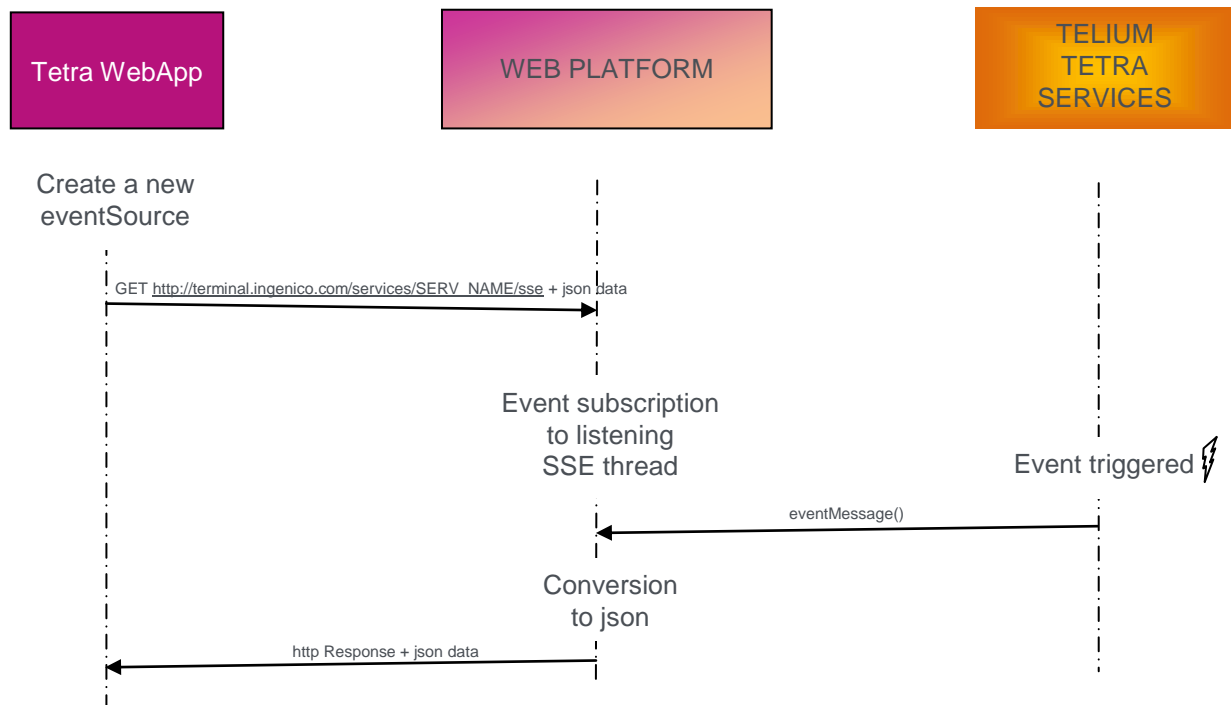 Tetra WebApp
WEB PLATFORM
TELIUM
TETRA
SERVICES
Create a new
eventSource
GET http://terminal.ingenico.com/services/SERV_NAME/sse + json data
Event subscription
to listening
SSE thread
Event triggered
eventMessage()
Conversion
to json
http Response + json data